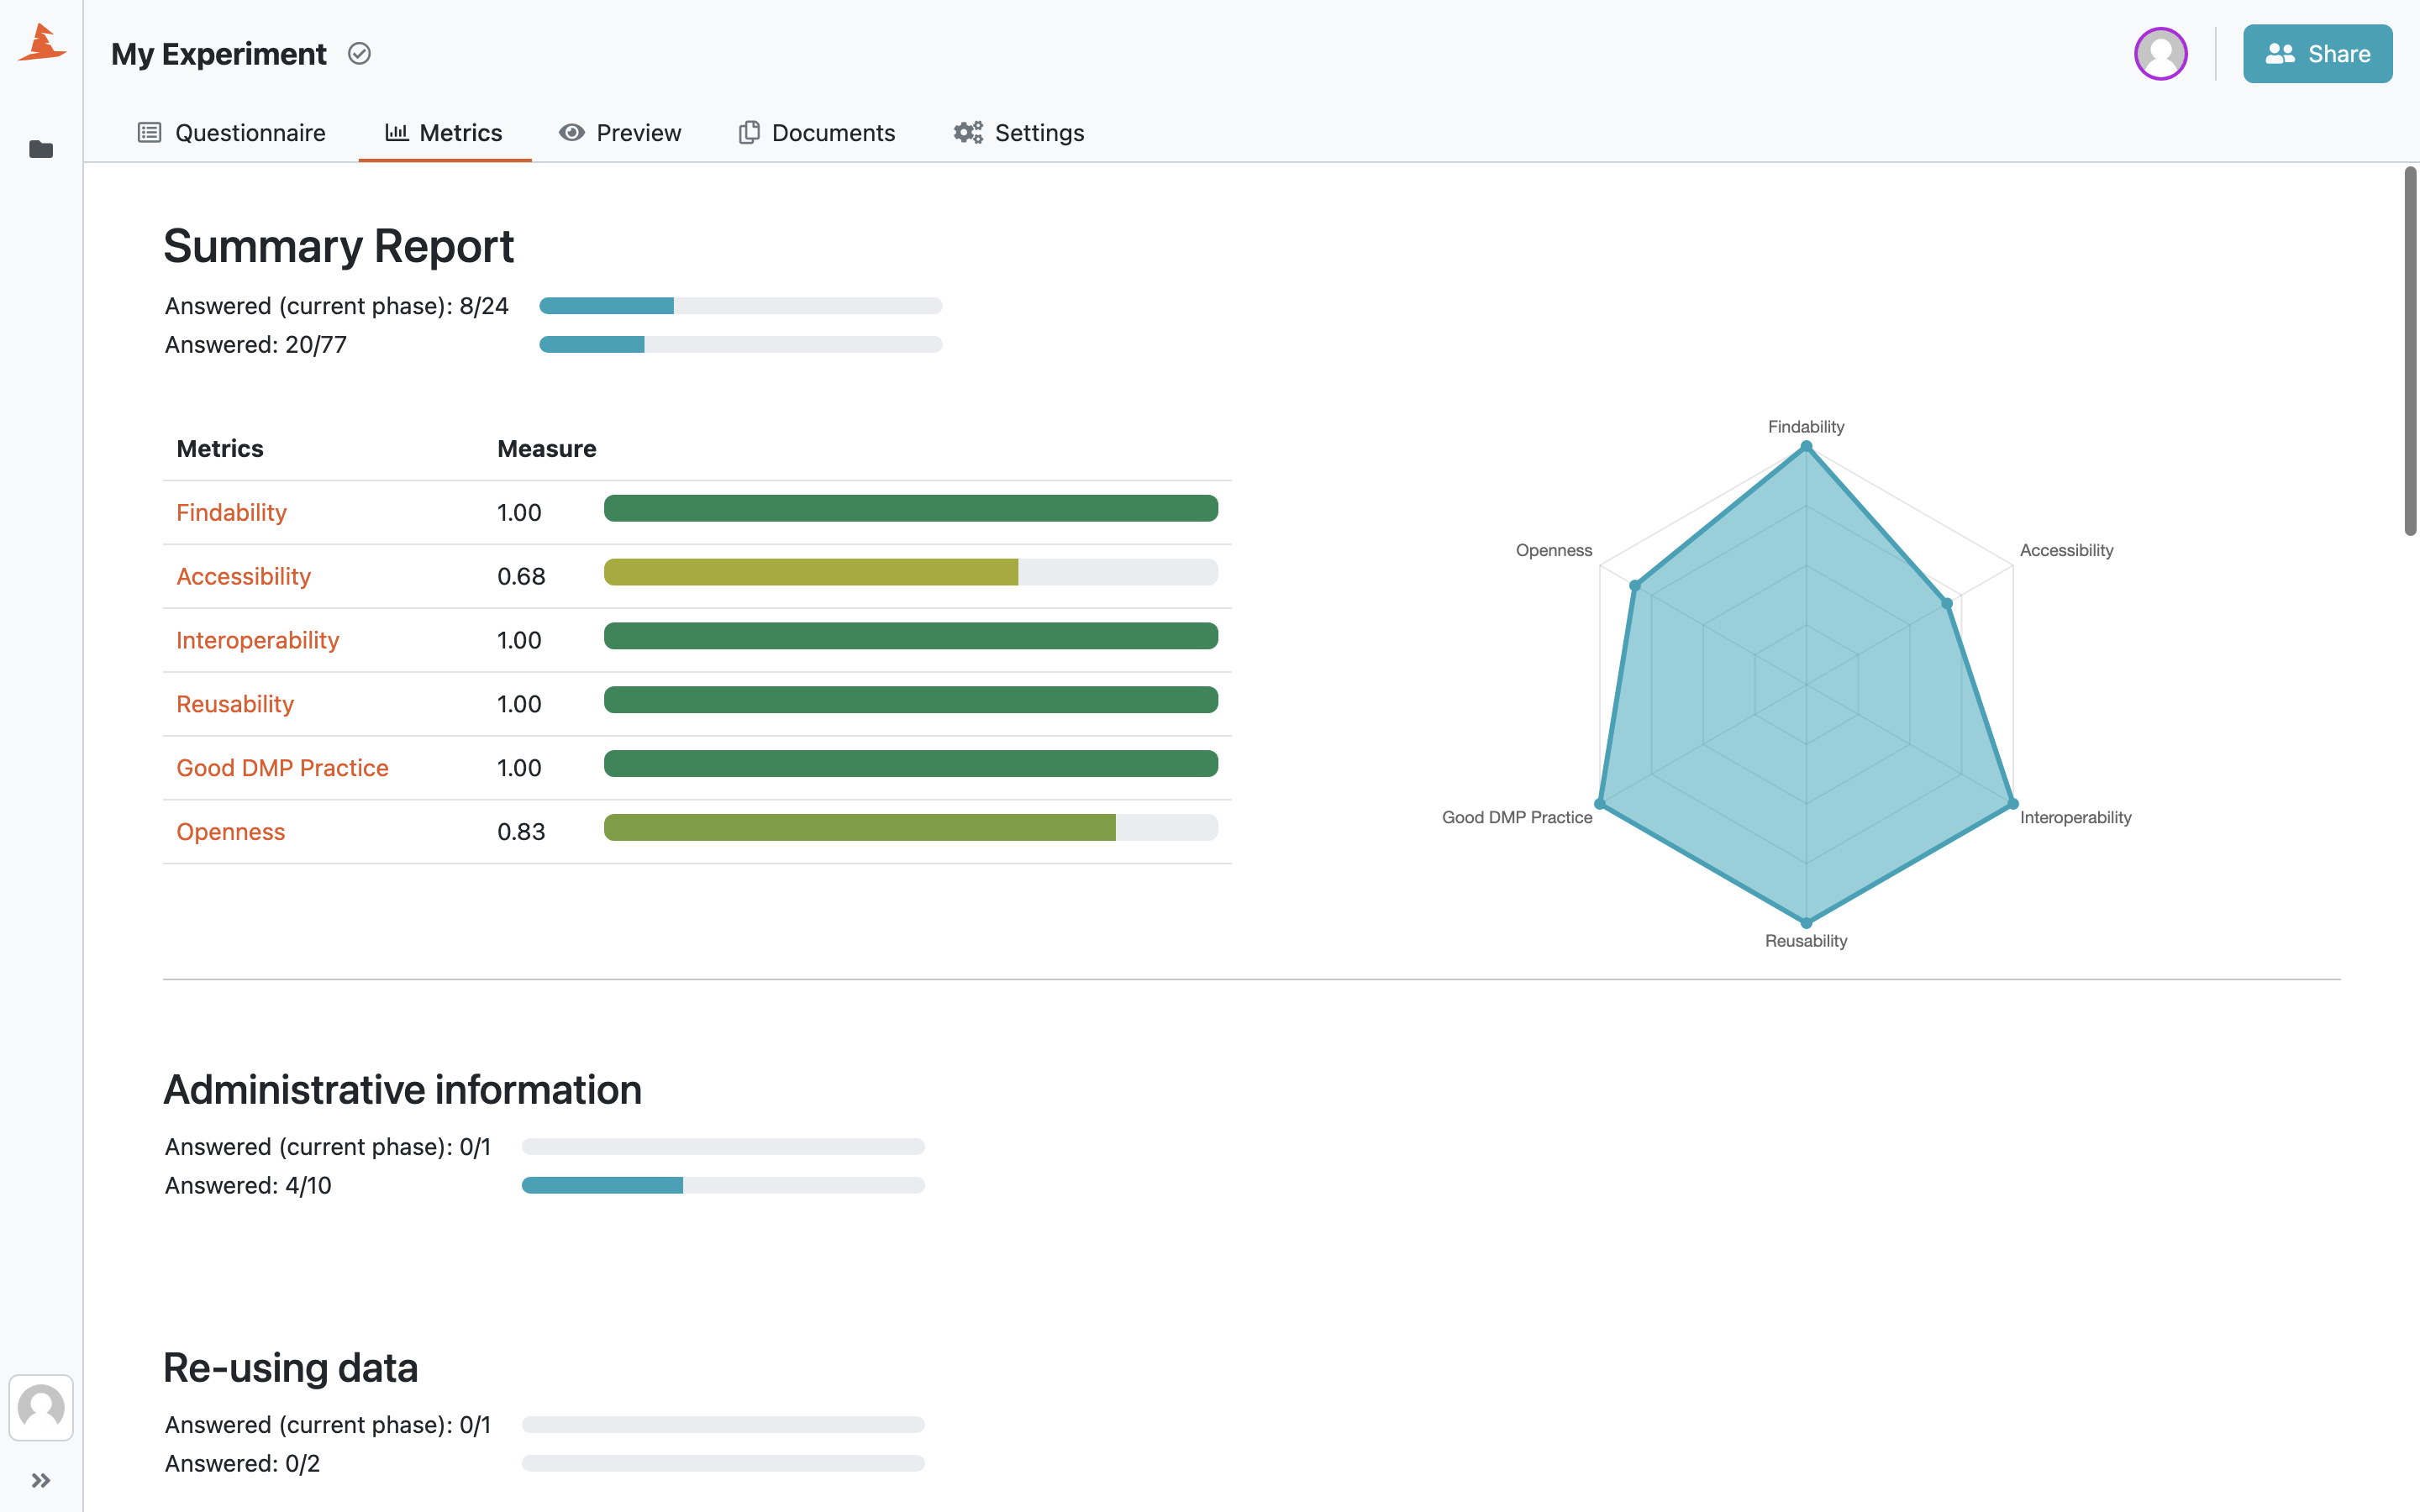 My Experiment
Share
Questionnaire
Metrics
Preview
Documents
Settings
Summary Report
Answered (current phase): 8/24
Answered: 20/77
Metrics Measure
Findability 1.00
Accessibility 0.68
Interoperability 1.00
Reusability 1.00
Good DMP Practice 1.00
Openness 0.83
Findability
Openness
Accessibility
Good DMP Practice
Interoperability
Reusability
Administrative information
Answered (current phase): 0/1
Answered: 4/10
Re-using data
Answered (current phase): 0/1
Answered: 0/2